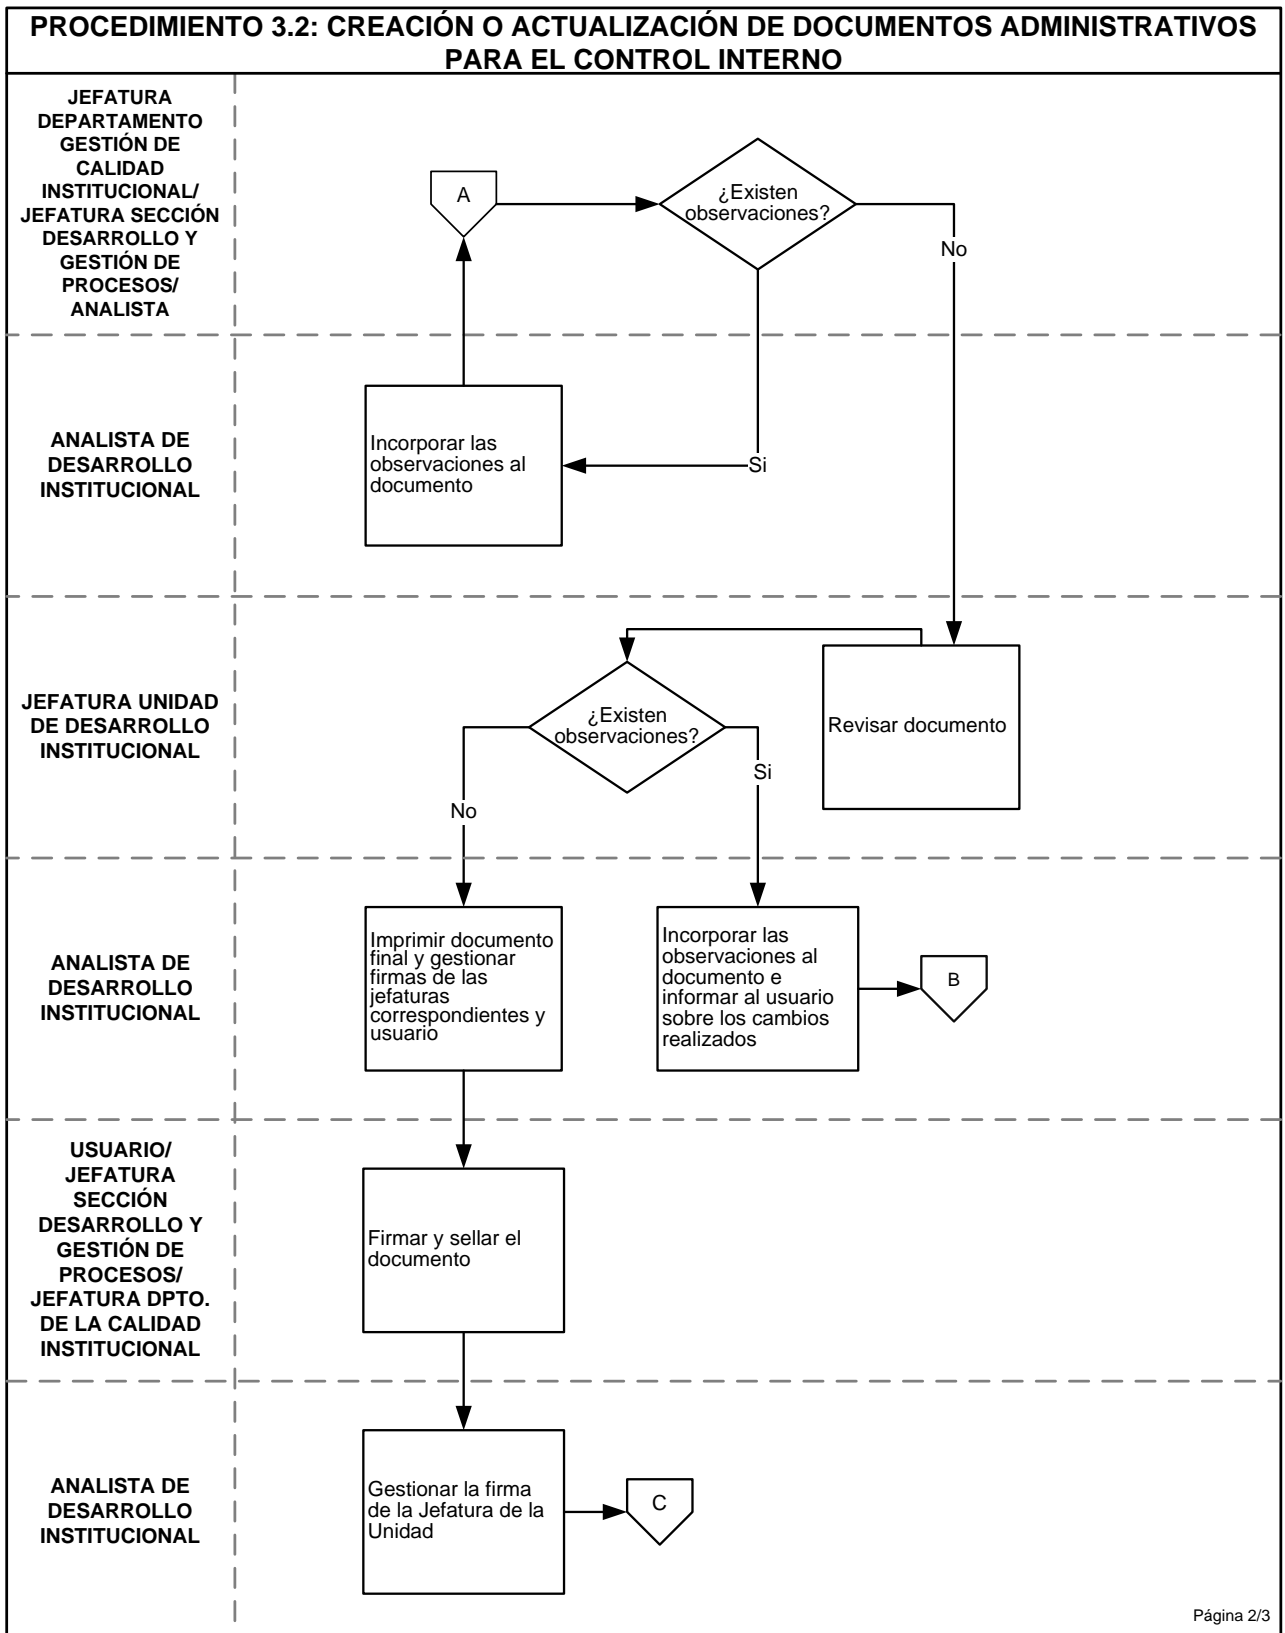 PROCEDIMIENTO 3.2: CREACIÓN O ACTUALIZACIÓN DE DOCUMENTOS ADMINISTRATIVOS
PARA EL CONTROL INTERNO
JEFATURA
DEPARTAMENTO
GESTIÓN DE
CALIDAD
INSTITUCIONAL/
JEFATURA SECCIÓN
DESARROLLO Y
GESTIÓN DE
PROCESOS/
ANALISTA
A
¿Existen
observaciones?
No
ANALISTA DE
DESARROLLO
INSTITUCIONAL
Incorporar las
observaciones al
documento
Si
JEFATURA UNIDAD
DE DESARROLLO
INSTITUCIONAL
¿Existen
observaciones?
Revisar documento
Si
No
ANALISTA DE
DESARROLLO
INSTITUCIONAL
Imprimir documento
final y gestionar
firmas de las
jefaturas
correspondientes y
usuario
Incorporar las
observaciones al
documento e
informar al usuario
sobre los cambios
realizados
B
USUARIO/
JEFATURA
SECCIÓN
DESARROLLO Y
GESTIÓN DE
PROCESOS/
JEFATURA DPTO.
DE LA CALIDAD
INSTITUCIONAL
Firmar y sellar el
documento
ANALISTA DE
DESARROLLO
INSTITUCIONAL
Gestionar la firma
de la Jefatura de la
Unidad
C
Página 2/3